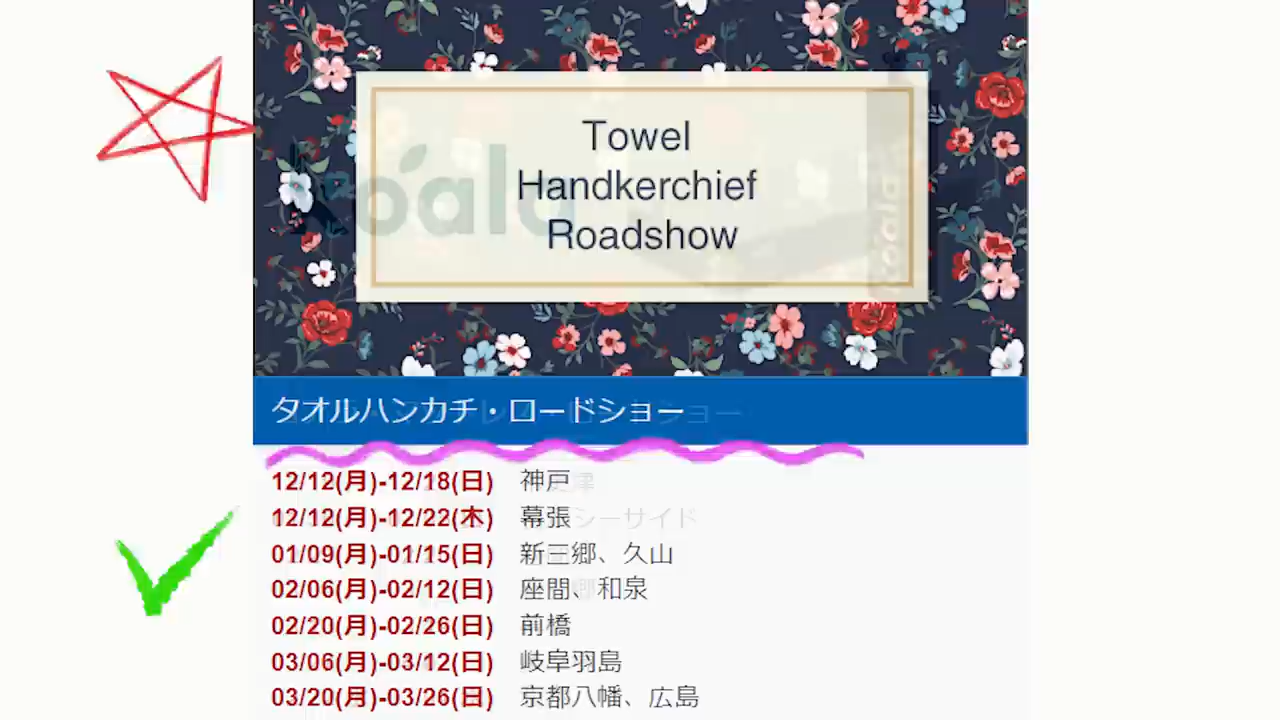 Towel
Handkerchief
Roadshow
koala
koala
タオルハンカチ・ロードショー
12/12(月)-12/18(日) 神戸
12/12(月)-12/22(木) 幕張
01/09(月)-01/15(日) 新三郷、久山
02/06(月)-02/12(日) 座間、和泉
02/20(月)-02/26(日) 前橋
03/06(月)-03/12(日) 岐阜羽島
03/20(月)-03/26(日) 京都八幡、広島